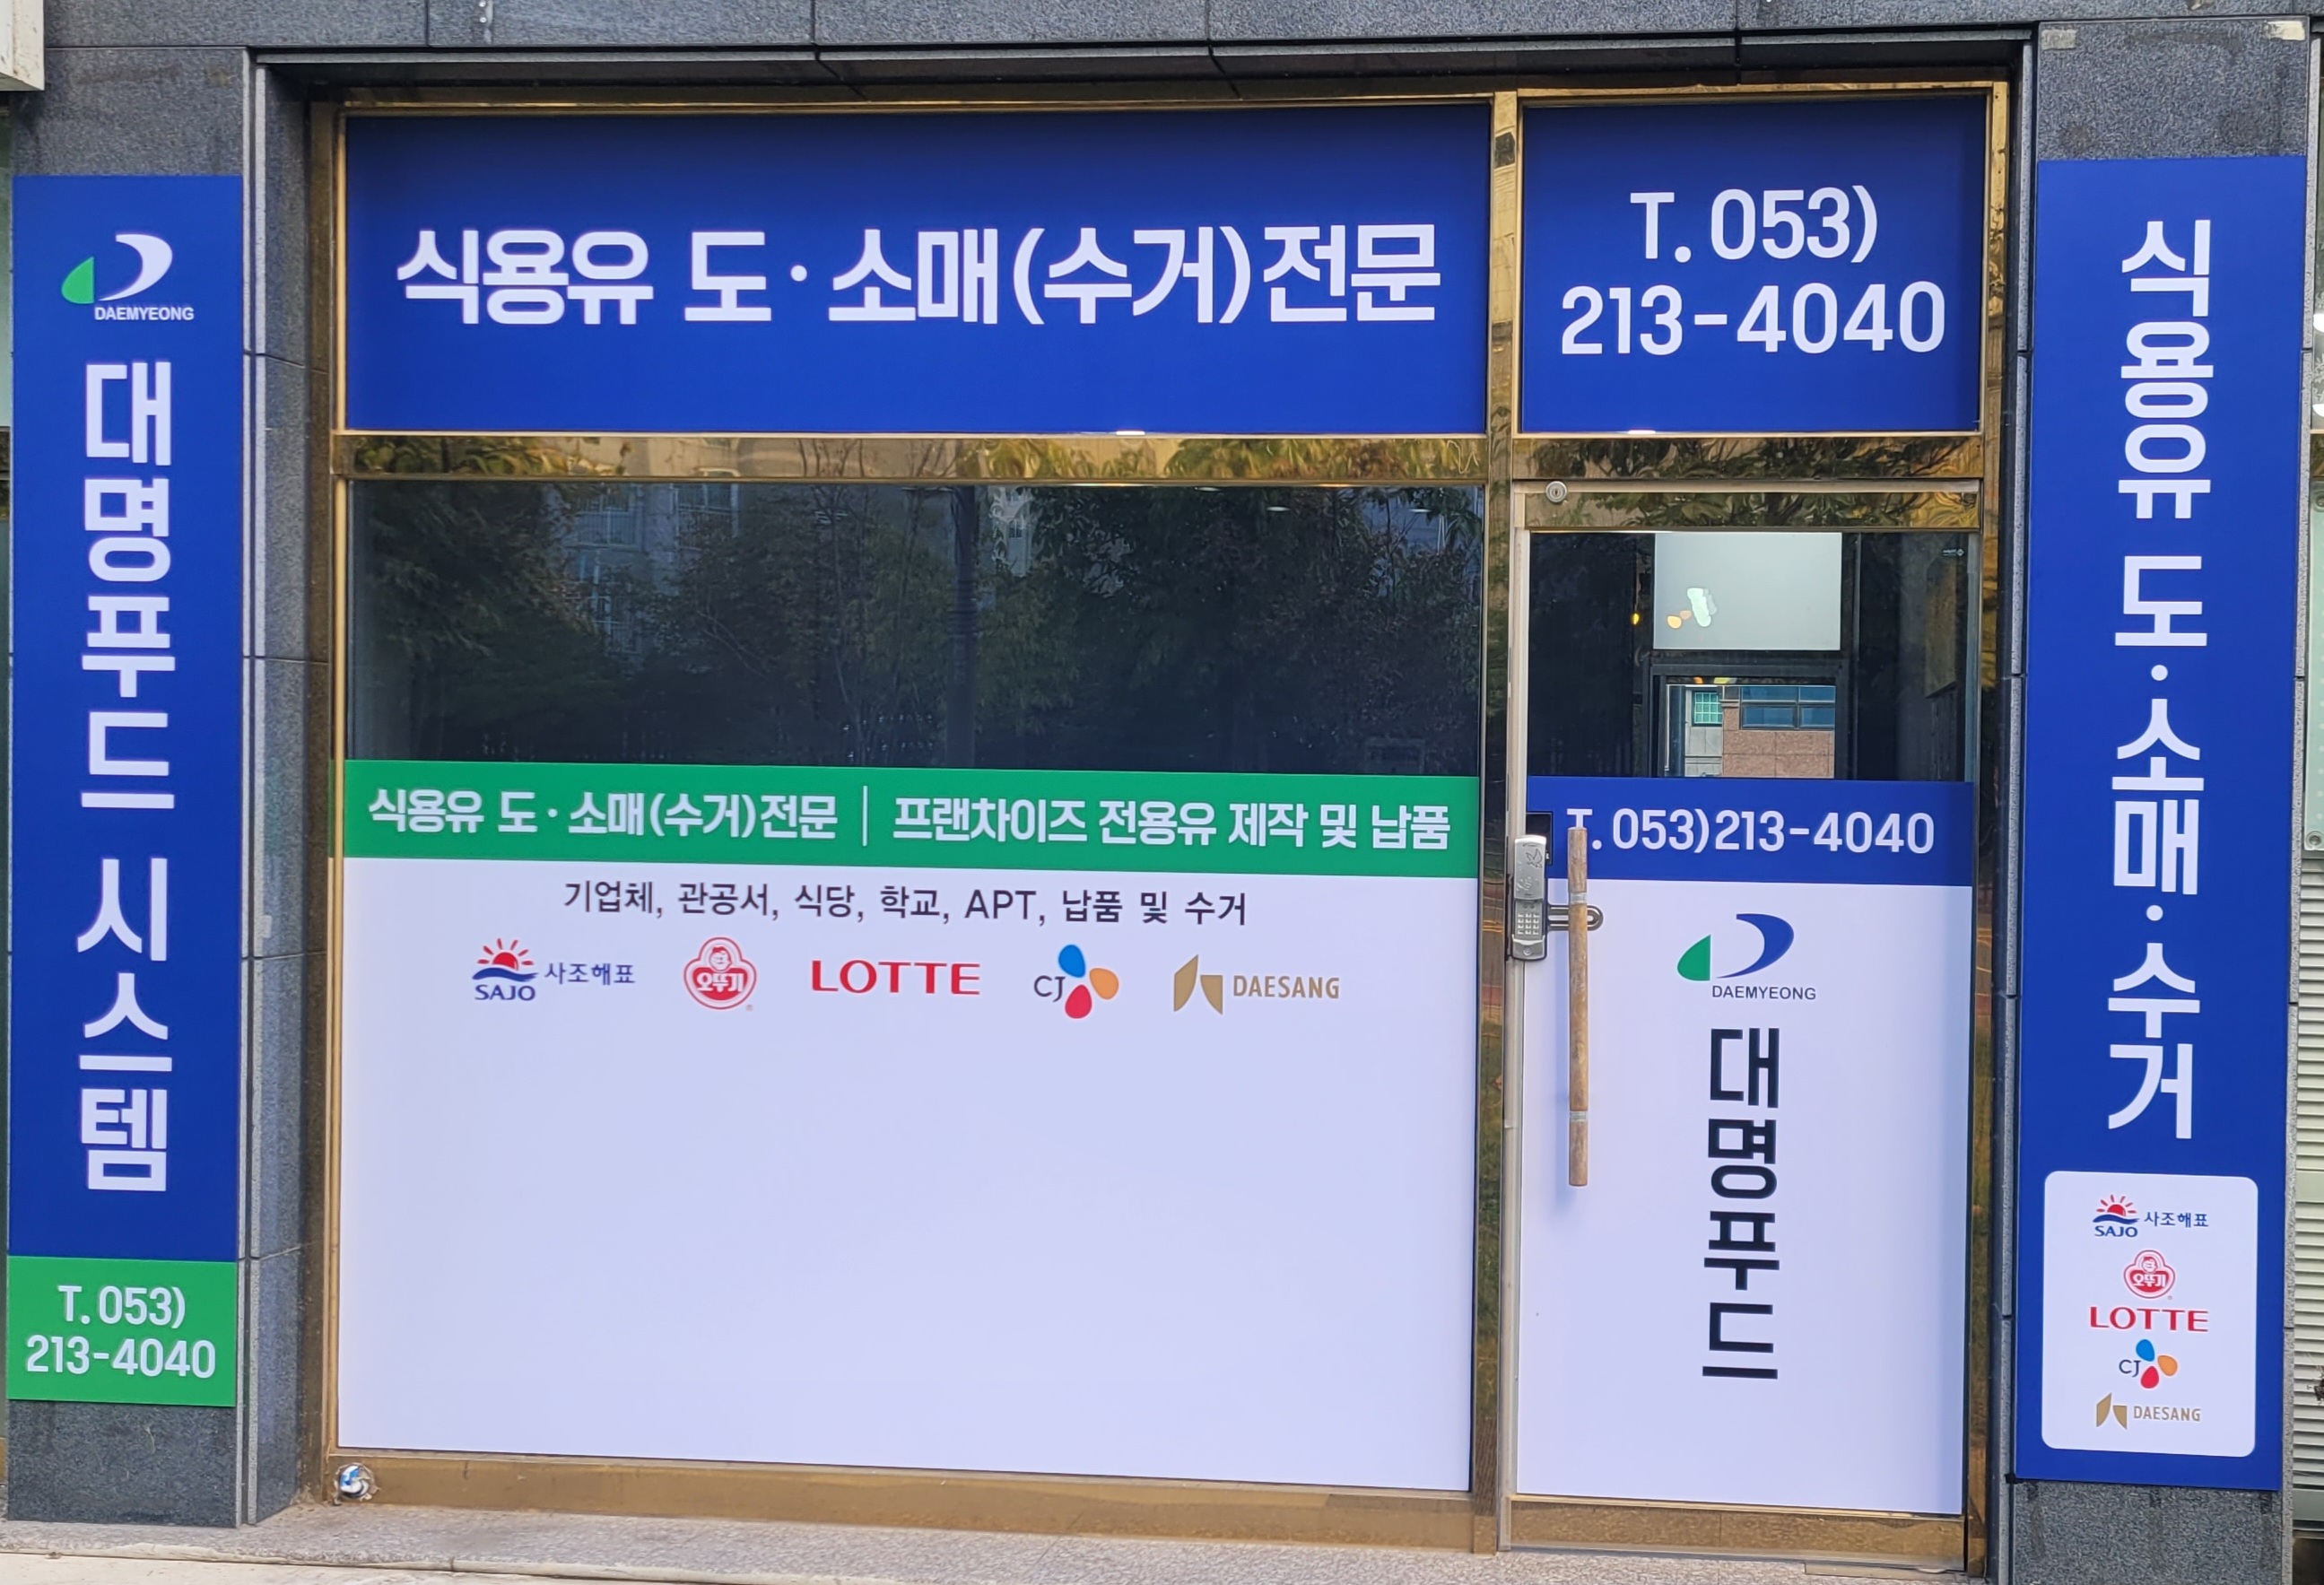 DAEMYEONG
대명푸드 시스템
T. 053)
213-4040
식용유 도·소매(수거)전문
T. 053)
213-4040
식용유 도·소매(수거)전문 | 프랜차이즈 전용유 제작 및 납품
기업체, 관공서, 식당, 학교, APT, 납품 및 수거
SAJO 사조해표
오뚜기
LOTTE
CJ
DAESANG
T. 053)213-4040
DAEMYEONG
대명푸드
식용유 도·소매·수거
SAJO 사조해표
오뚜기
LOTTE
CJ
DAESANG